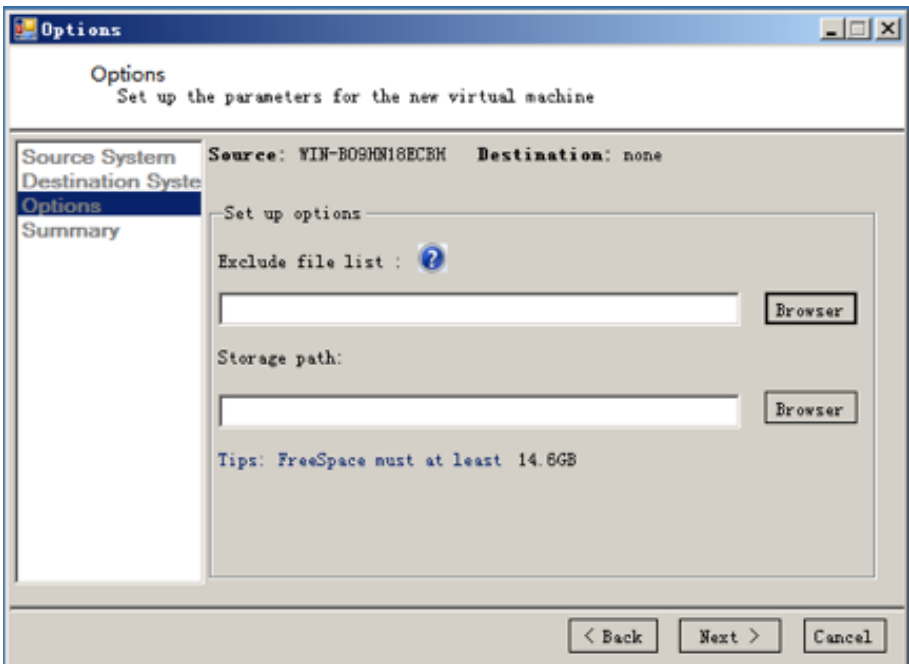 Options
Options
Set up the parameters for the new virtual machine
Source System
Destination Syste
Options
Summary
Source: WIN-BO9HN18ECBH Destination: none
Set up options
Exclude file list :
Browser
Storage path:
Browser
Tips: FreeSpace must at least 14.6GB
< Back
Next >
Cancel